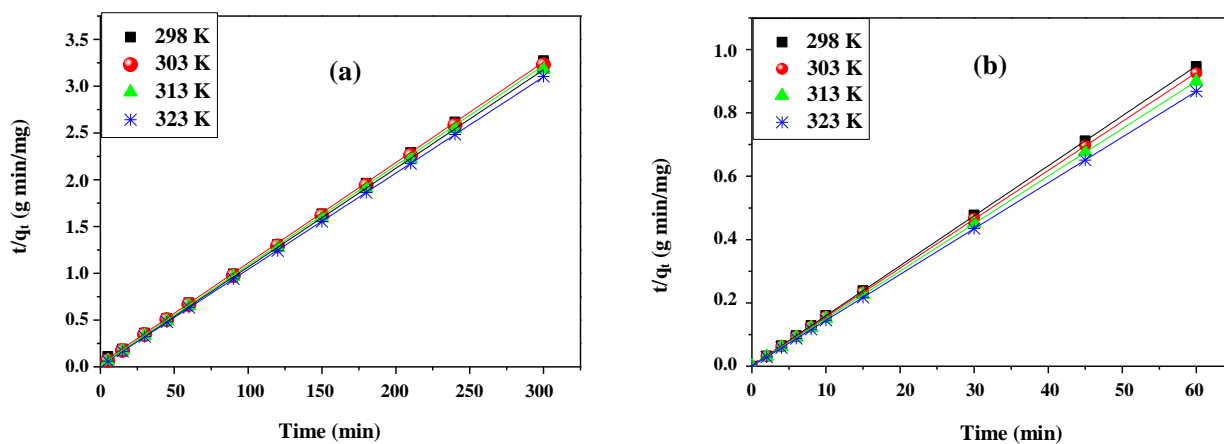 298 K
303 K
313 K
323 K
(a)
3.5
3.0
2.5
2.0
1.5
1.0
0.5
0.0
t/qt (g min/mg)
0 50 100 150 200 250 300
Time (min)
298 K
303 K
313 K
323 K
(b)
1.0
0.8
0.6
0.4
0.2
0.0
t/qt (g min/mg)
0 10 20 30 40 50 60
Time (min)